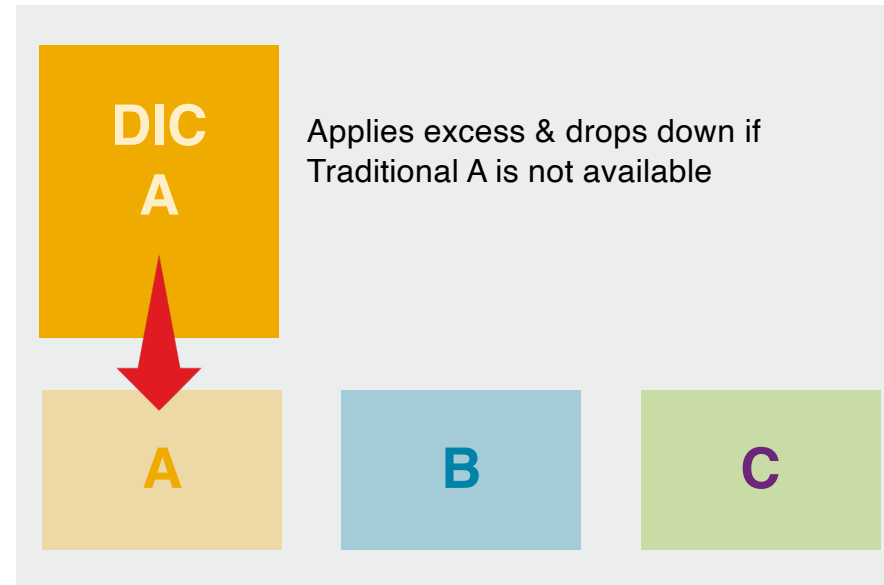 DIC
A
Applies excess & drops down if
Traditional A is not available
A
B
C